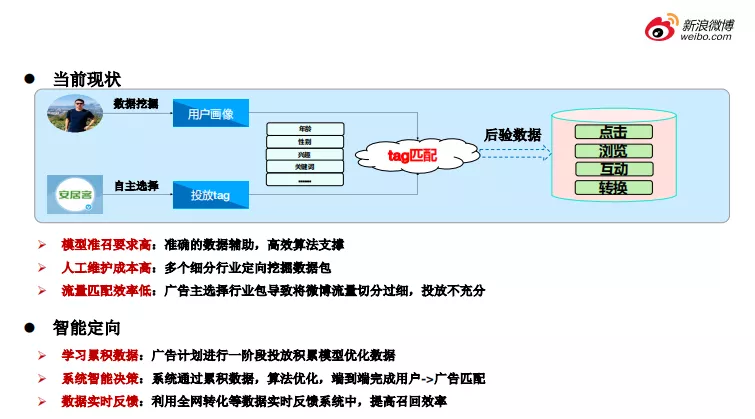 新浪微博
weibo.com
当前现状
数据挖掘
用户画像
年龄
性别
兴趣
关键词
......
tag匹配
后验数据
点击
浏览
互动
转换
安居客
自主选择
投放tag
模型准召要求高：准确的数据辅助，高效算法支撑
人工维护成本高：多个细分行业定向挖掘数据包
流量匹配效率低：广告主选择行业包导致将微博流量切分过细，投放不充分
智能定向
学习累积数据：广告计划进行一阶段投放积累模型优化数据
系统智能决策：系统通过累积数据，算法优化，端到端完成用户->广告匹配
数据实时反馈：利用全网转化等数据实时反馈系统中，提高召回效率